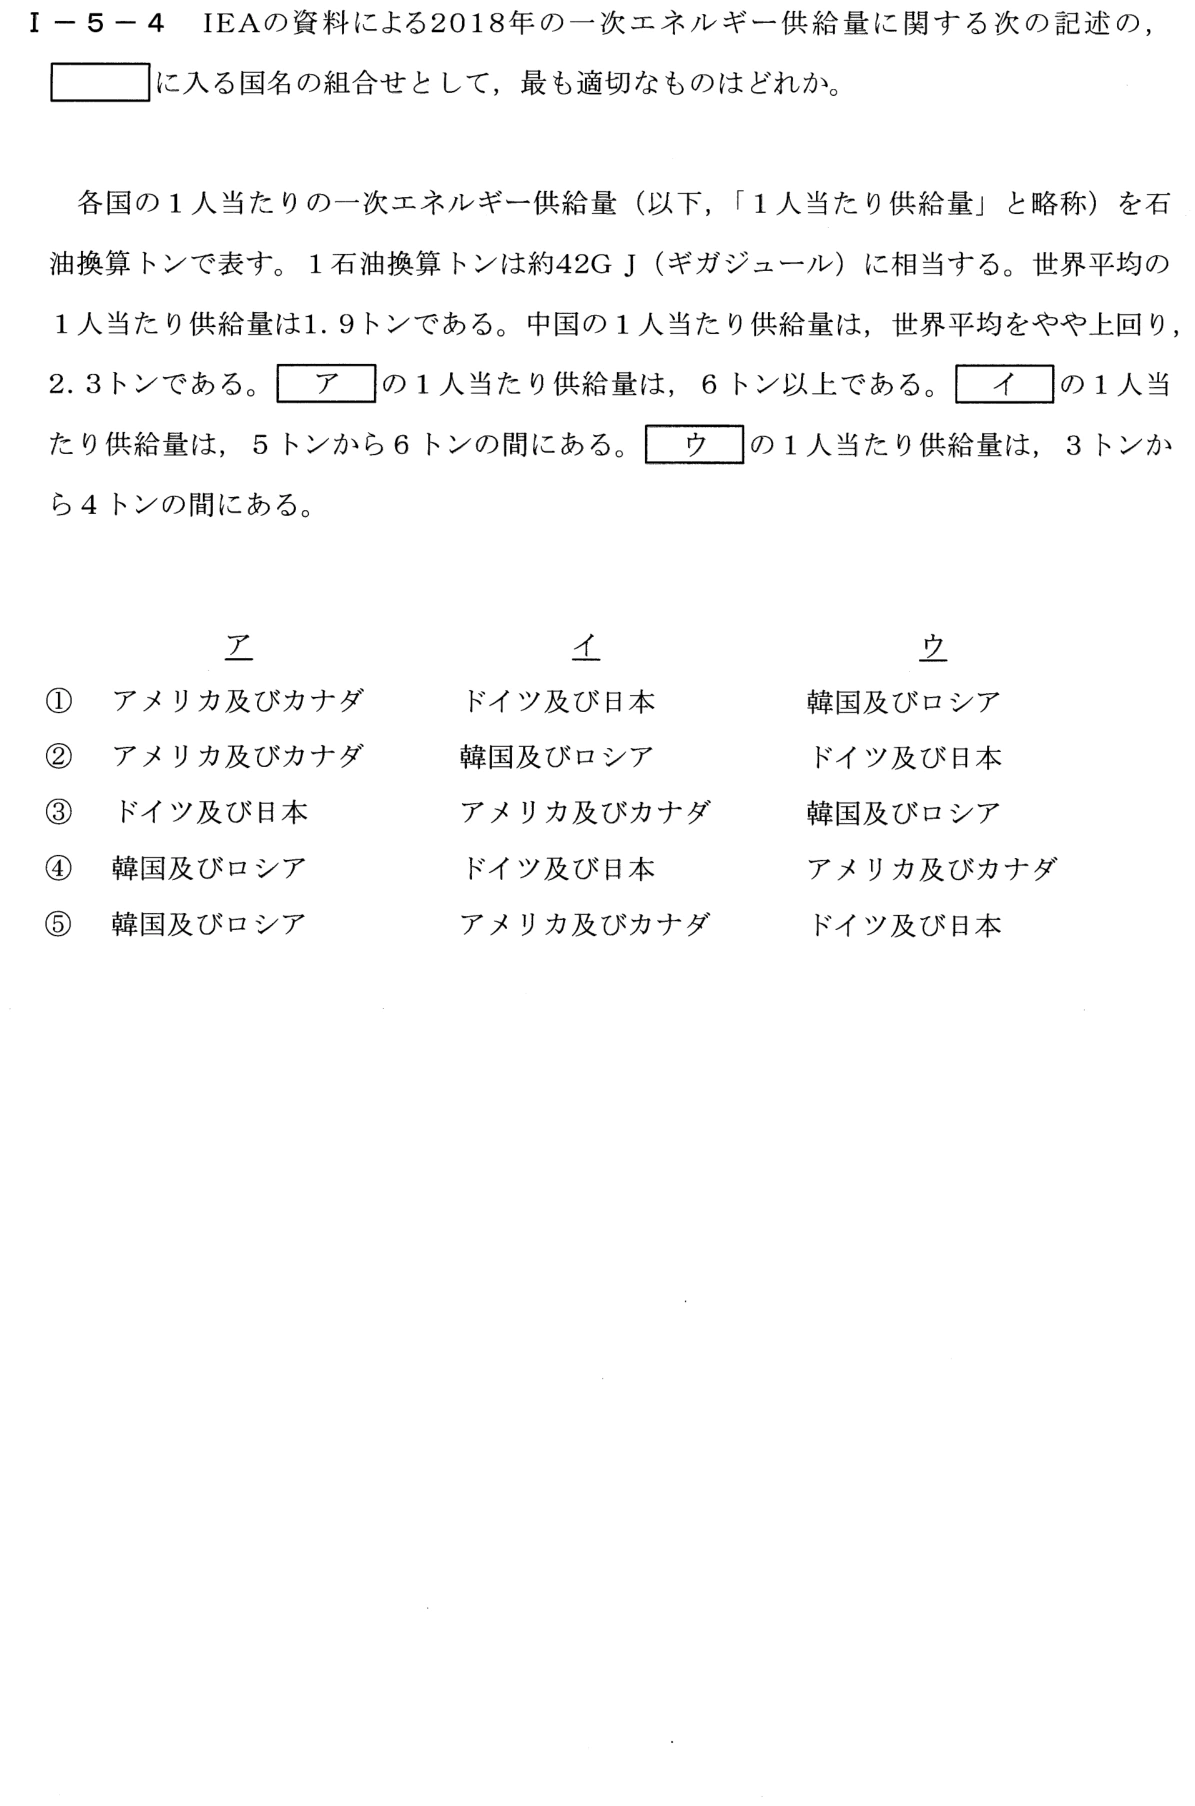 Ⅰ－５－４　IEAの資料による2018年の一次エネルギー供給量に関する次の記述の，
に入る国名の組合せとして，最も適切なものはどれか。
各国の１人当たりの一次エネルギー供給量（以下，「１人当たり供給量」と略称）を石
油換算トンで表す。１石油換算トンは約42ＧＪ（ギガジュール）に相当する。世界平均の
１人当たり供給量は1.9トンである。中国の１人当たり供給量は，世界平均をやや上回り，
2.3トンである。 ア の１人当たり供給量は，６トン以上である。 イ の１人当
たり供給量は，５トンから６トンの間にある。 ウ の１人当たり供給量は，３トンか
ら４トンの間にある。
ア　イ　ウ
①　アメリカ及びカナダ　ドイツ及び日本　韓国及びロシア
②　アメリカ及びカナダ　韓国及びロシア　ドイツ及び日本
③　ドイツ及び日本　アメリカ及びカナダ　韓国及びロシア
④　韓国及びロシア　ドイツ及び日本　アメリカ及びカナダ
⑤　韓国及びロシア　アメリカ及びカナダ　ドイツ及び日本